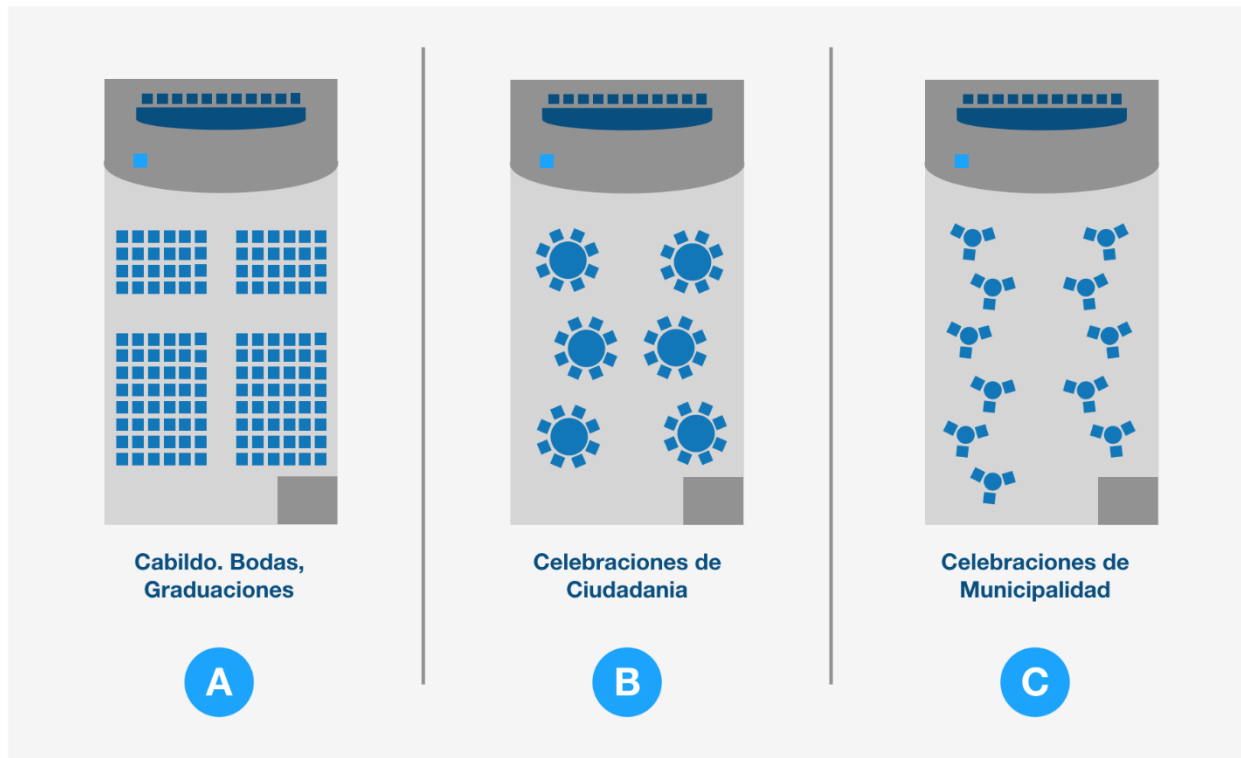 Cabildo. Bodas,
Graduaciones
A
Celebraciones de
Ciudadania
B
Celebraciones de
Municipalidad
C